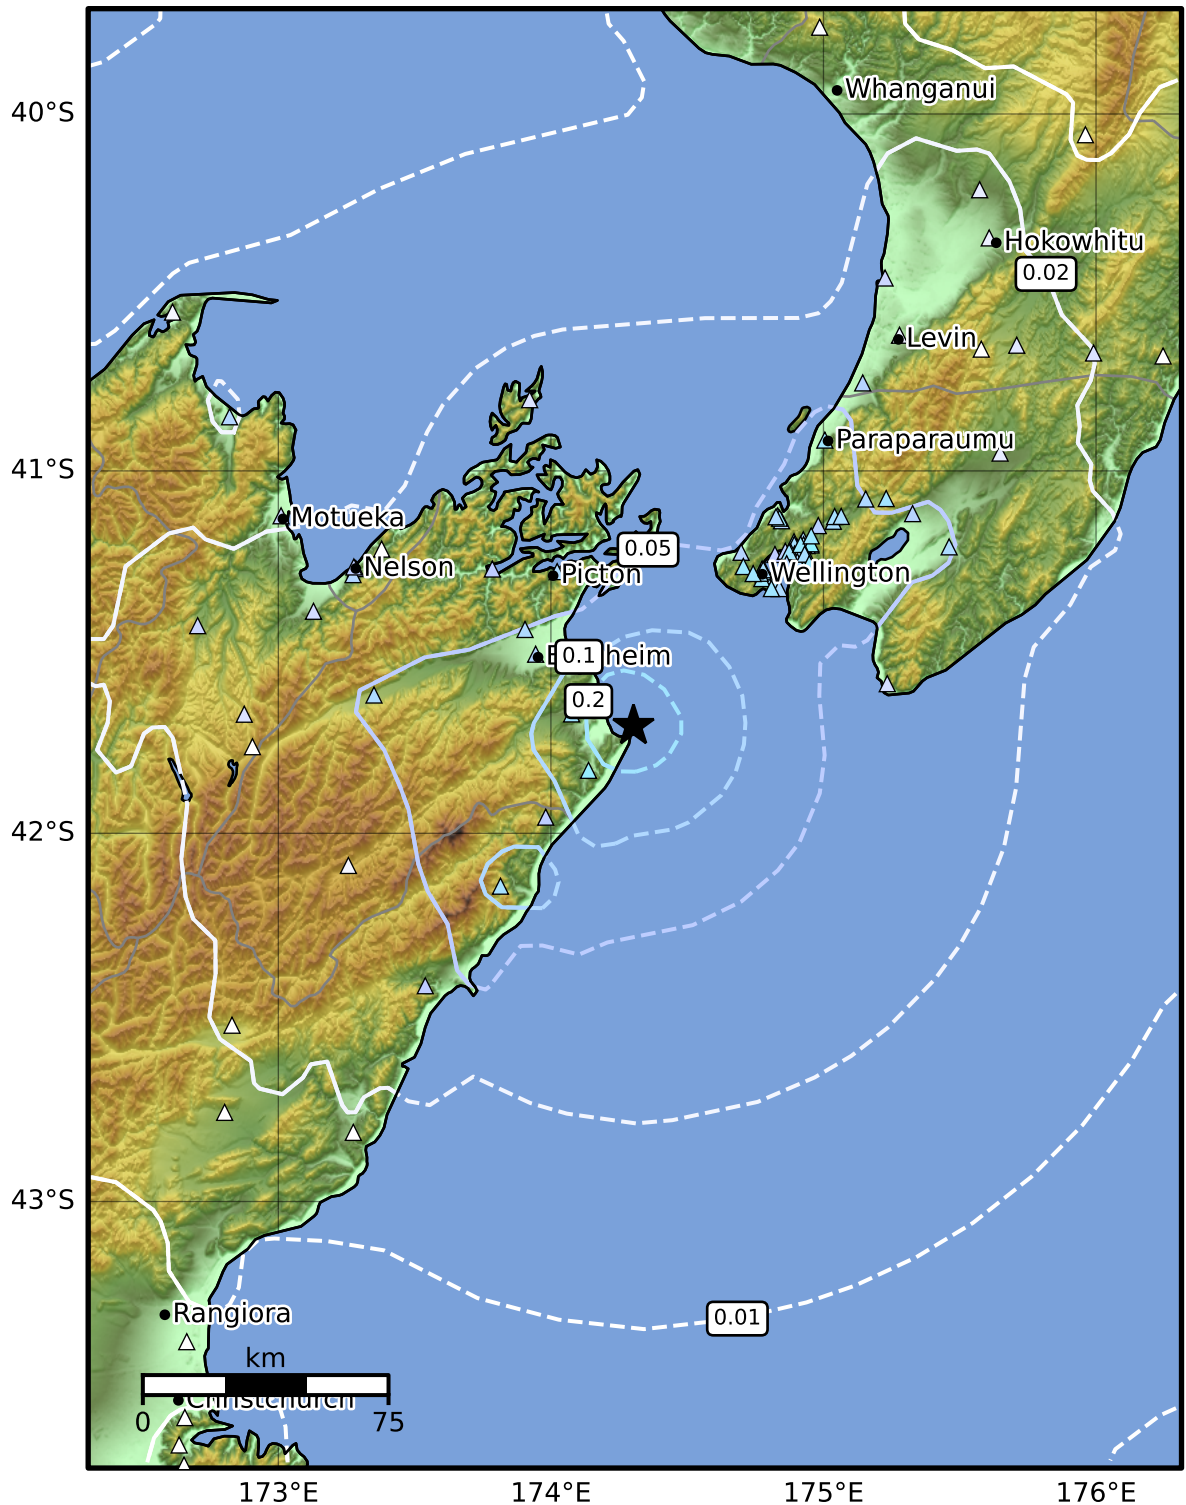 Whanganui
40°S
Hokowhitu
0.02
Levin
Paraparaumu
41°S
Motueka
0.05
Nelson
Picton
Wellington
0.1
heim
0.2
42°S
43°S
Rangiora
0.01
km
Christchurch
0
75
173°E
174°E
175°E
176°E